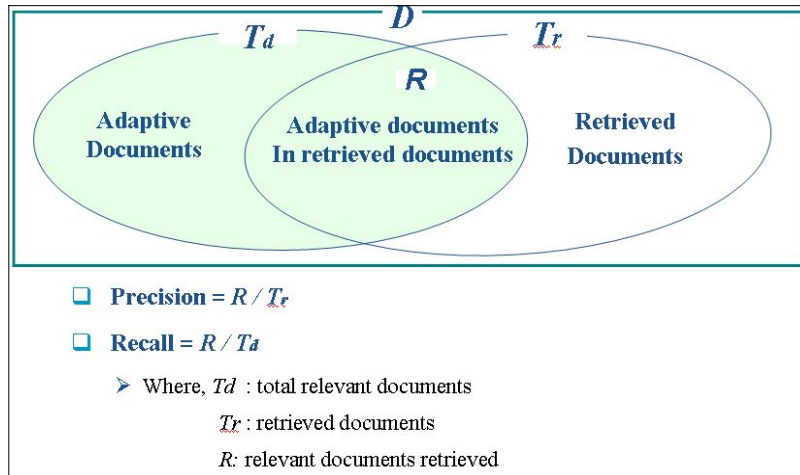 D
Td
Tr
R
Adaptive
Documents
Adaptive documents
In retrieved documents
Retrieved
Documents
Precision = R / Tr
Recall = R / Td
Where, Td : total relevant documents
Tr : retrieved documents
R: relevant documents retrieved